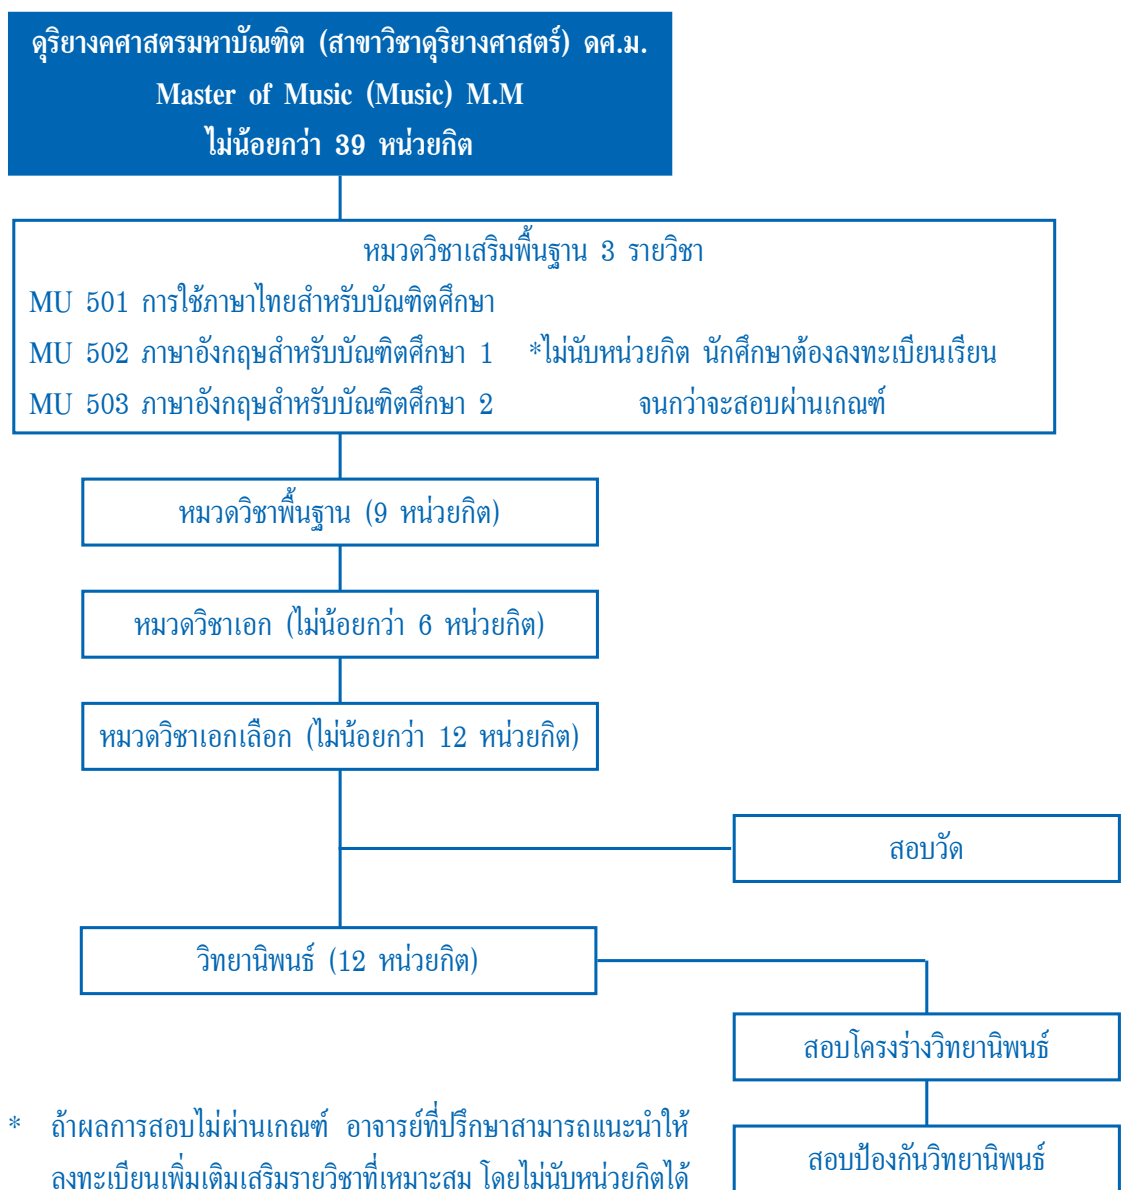 ดุริยางคศาสตรมหาบัณฑิต (สาขาวิชาดุริยางศาสตร์) ดศ.ม.
Master of Music (Music) M.M
ไม่น้อยกว่า 39 หน่วยกิต
หมวดวิชาเสริมพื้นฐาน 3 รายวิชา
MU 501 การใช้ภาษาไทยสำหรับบัณฑิตศึกษา
MU 502 ภาษาอังกฤษสำหรับบัณฑิตศึกษา 1 *ไม่นับหน่วยกิต นักศึกษาต้องลงทะเบียนเรียน
MU 503 ภาษาอังกฤษสำหรับบัณฑิตศึกษา 2 จนกว่าจะสอบผ่านเกณฑ์
หมวดวิชาพื้นฐาน (9 หน่วยกิต)
หมวดวิชาเอก (ไม่น้อยกว่า 6 หน่วยกิต)
หมวดวิชาเอกเลือก (ไม่น้อยกว่า 12 หน่วยกิต)
สอบวัด
วิทยานิพนธ์ (12 หน่วยกิต)
สอบโครงร่างวิทยานิพนธ์
สอบป้องกันวิทยานิพนธ์
* ถ้าผลการสอบไม่ผ่านเกณฑ์ อาจารย์ที่ปรึกษาสามารถแนะนำให้
ลงทะเบียนเพิ่มเติมเสริมรายวิชาที่เหมาะสม โดยไม่นับหน่วยกิตได้